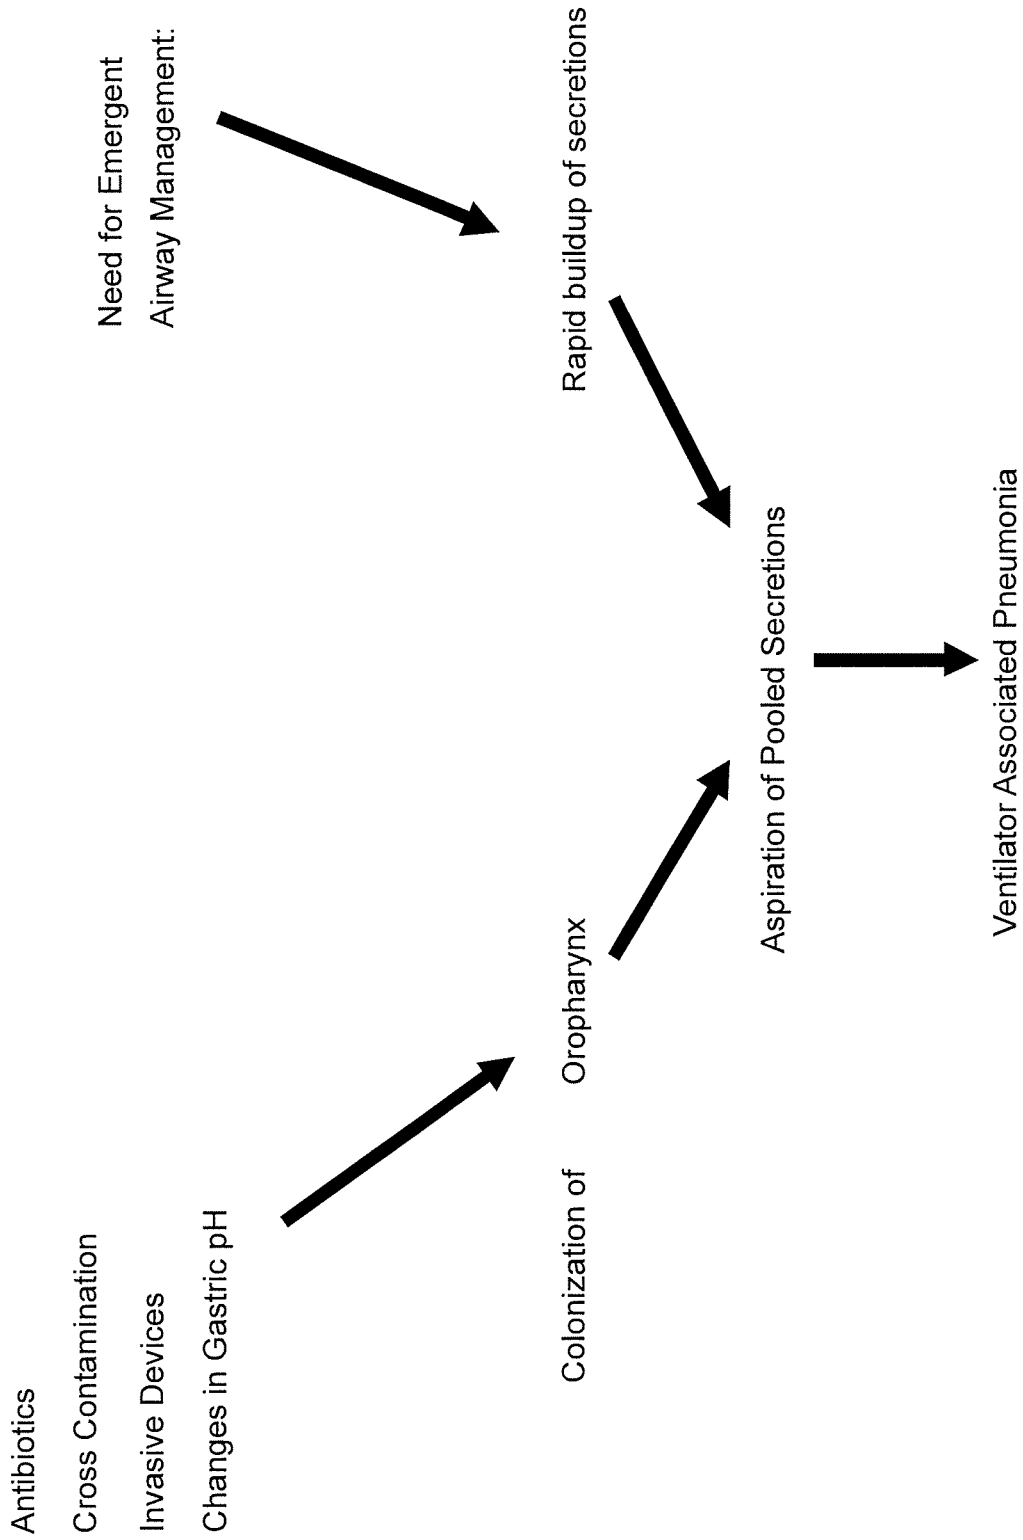 Antibiotics
Cross Contamination
Invasive Devices
Changes in Gastric pH
Need for Emergent
Airway Management:
Colonization of Oropharynx
Rapid buildup of secretions
Aspiration of Pooled Secretions
Ventilator Associated Pneumonia